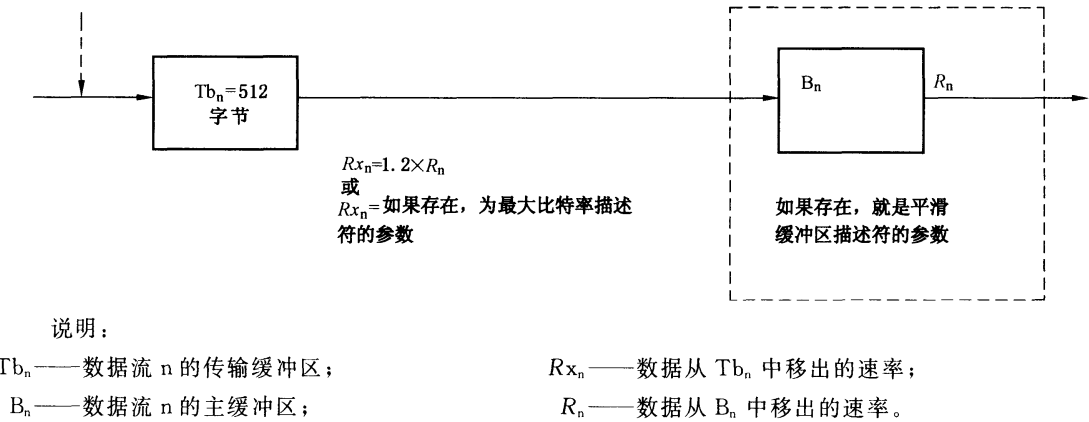 Tbn=512
字节
Bn
Rn
Rxn=1.2×Rn
或
Rxn=如果存在，为最大比特率描述
符的参数
如果存在，就是平滑
缓冲区描述符的参数
说明：
Tbn——数据流 n 的传输缓冲区；
Rxn——数据从 Tbn 中移出的速率；
Bn——数据流 n 的主缓冲区；
Rn——数据从 Bn 中移出的速率。